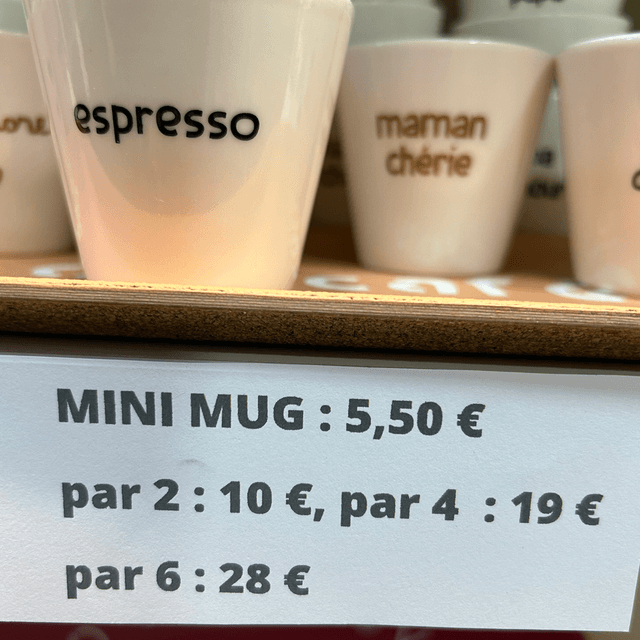 espresso
maman
chérie
MINI MUG : 5,50 €
par 2 : 10 €, par 4 : 19 €
par 6 : 28 €